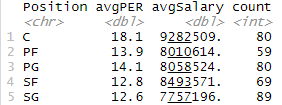 Position avgPER avgSalary count
<chr> <dbl> <dbl> <int>
1 C 18.1 9282509. 80
2 PF 13.9 8010614. 59
3 PG 14.1 8058524. 80
4 SF 12.8 8493571. 69
5 SG 12.6 7757196. 89